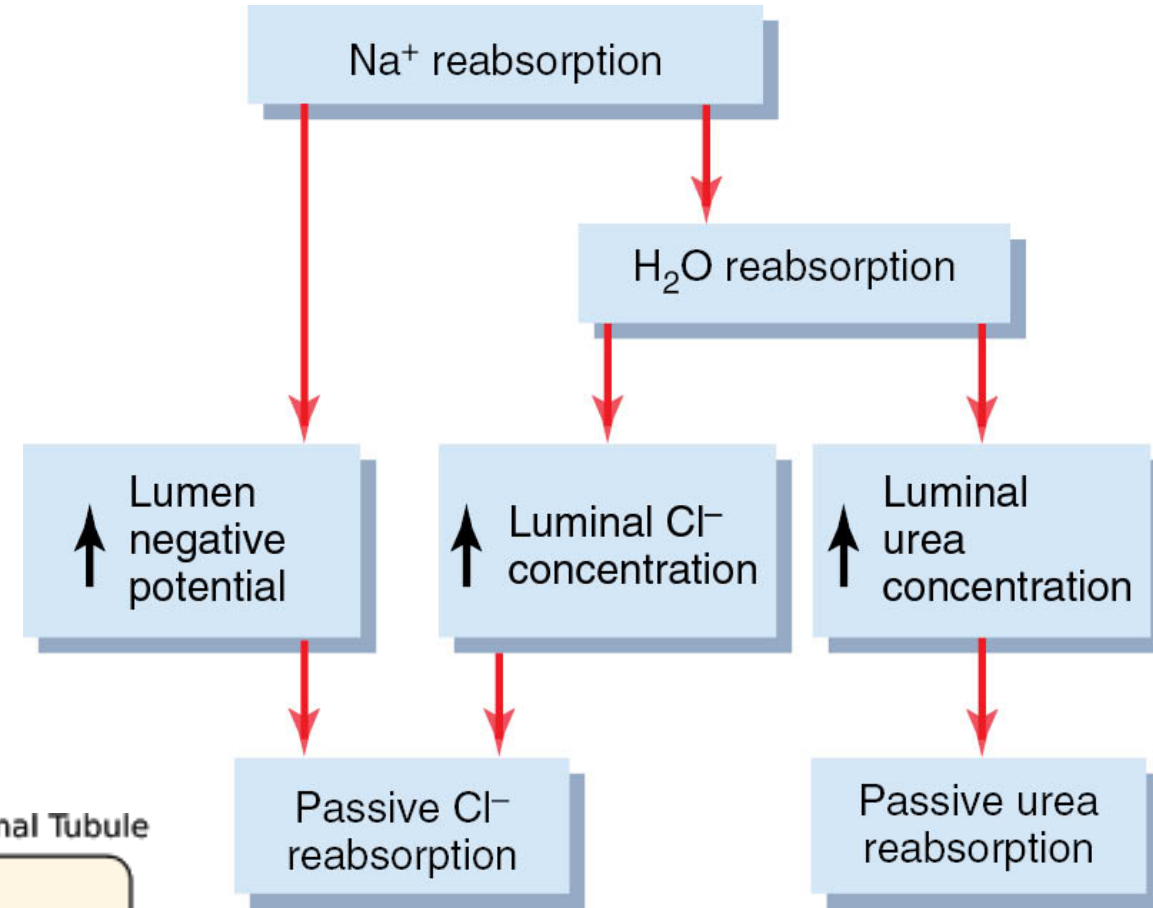 Na⁺ reabsorption
H₂O reabsorption
Lumen
negative
potential
Luminal Cl⁻
concentration
Luminal
urea
concentration
Passive Cl⁻
reabsorption
Passive urea
reabsorption
Tubule